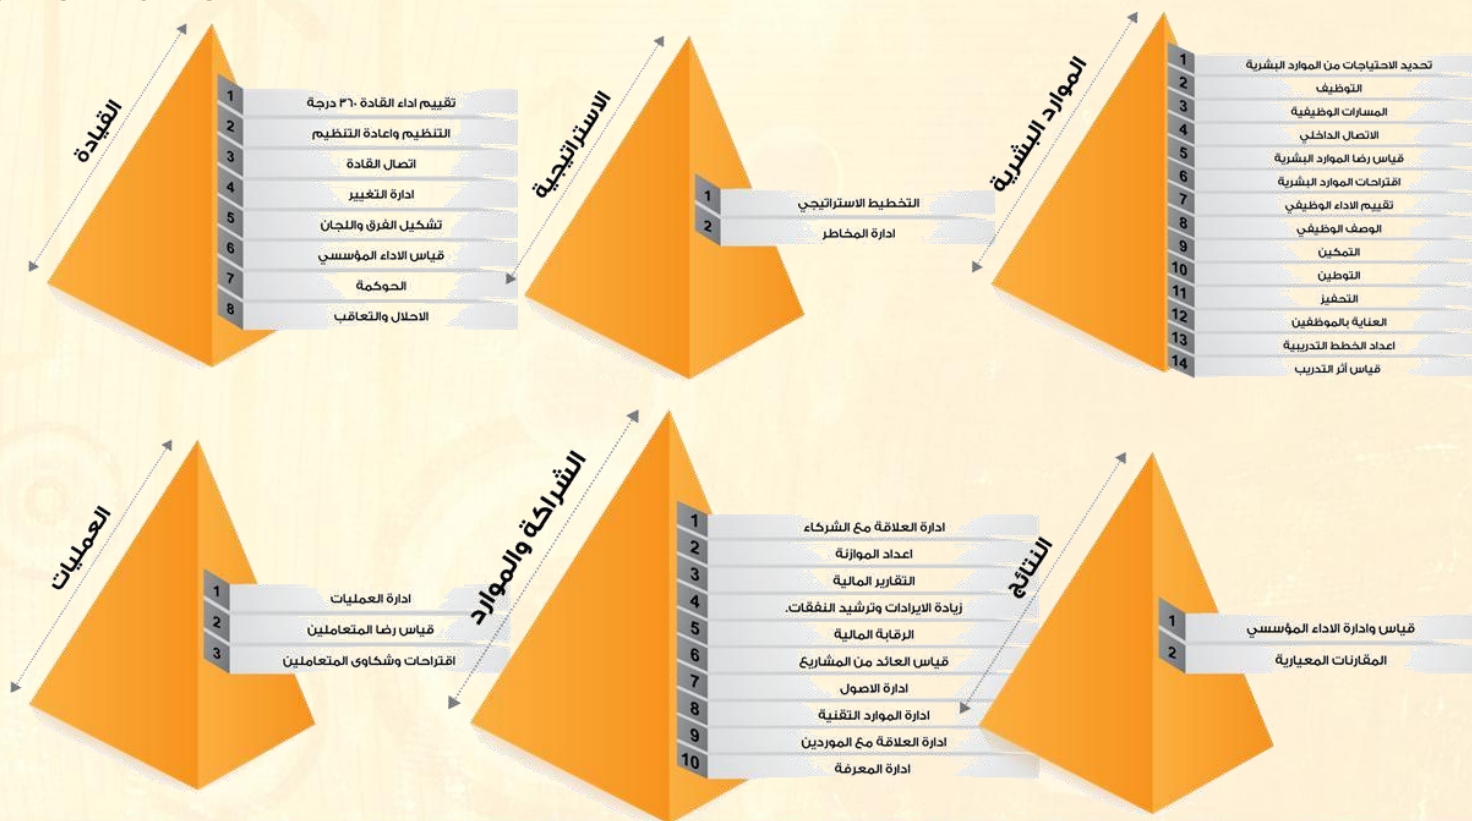 القيادة
1 تقييم اداء القادة ٣٦٠ درجة
2 التنظيم واعادة التنظيم
3 اتصال القادة
4 ادارة التغيير
5 تشكيل الفرق واللجان
6 قياس الاداء المؤسسي
7 الحوكمة
8 الاحلال والتعاقب
الاستراتيجية
1 التخطيط الاستراتيجي
2 ادارة المخاطر
الموارد البشرية
1 تحديد الاحتياجات من الموارد البشرية
2 التوظيف
3 المسارات الوظيفية
4 الاتصال الداخلي
5 قياس رضا الموارد البشرية
6 اقتراحات الموارد البشرية
7 تقييم الاداء الوظيفي
8 الوصف الوظيفي
9 التمكين
10 التوطين
11 التحفيز
12 العناية بالموظفين
13 اعداد الخطط التدريبية
14 قياس أثر التدريب
العمليات
1 ادارة العمليات
2 قياس رضا المتعاملين
3 اقتراحات وشكاوى المتعاملين
الشراكة والموارد
1 ادارة العلاقة مع الشركاء
2 اعداد الموازنة
3 التقارير المالية
4 زيادة الايرادات وترشيد النفقات.
5 الرقابة المالية
6 قياس العائد من المشاريع
7 ادارة الاصول
8 ادارة الموارد التقنية
9 ادارة العلاقة مع الموردين
10 ادارة المعرفة
النتائج
1 قياس وادارة الاداء المؤسسي
2 المقارنات المعيارية